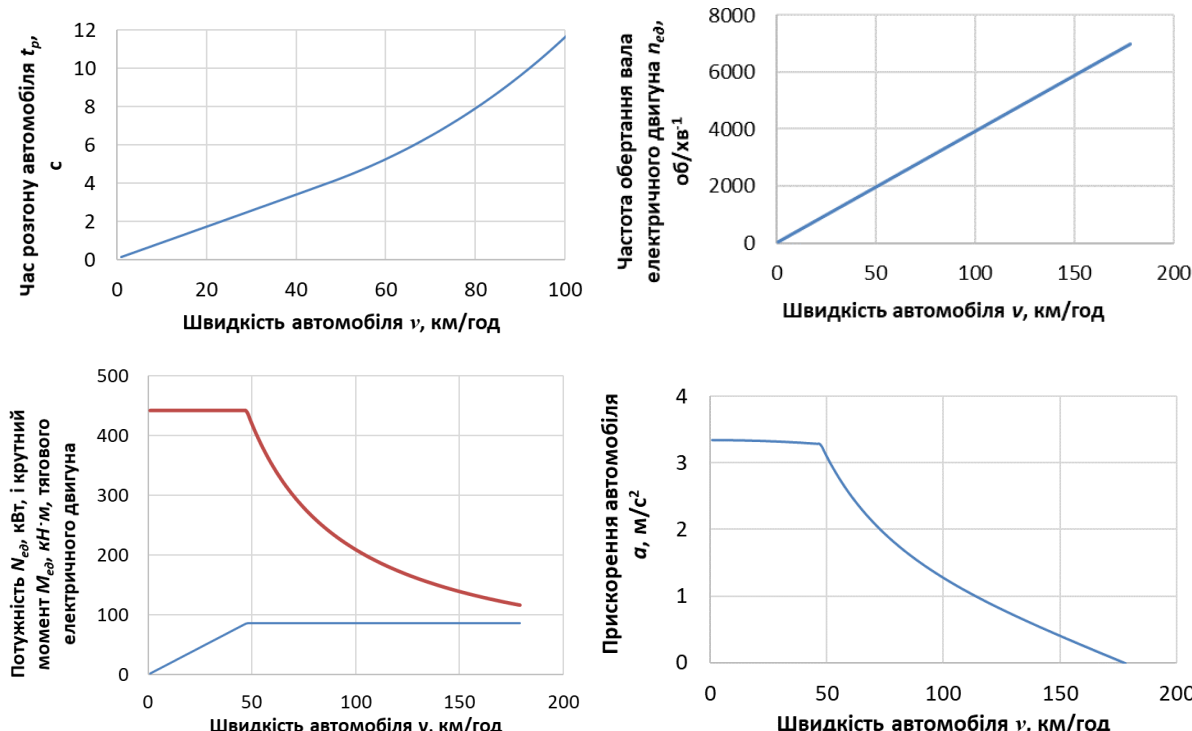 Час розгону автомобіля tр,
с
12
10
8
6
4
2
0
0 20 40 60 80 100
Швидкість автомобіля v, км/год
Частота обертання вала
електричного двигуна nед,
об/хв-1
8000
6000
4000
2000
0
0 50 100 150 200
Швидкість автомобіля v, км/год
Потужність Nед, кВт, і крутний
момент Mед, кН·м, тягового
електричного двигуна
500
400
300
200
100
0
0 50 100 150 200
Швидкість автомобіля v, км/год
Прискорення автомобіля
a, м/с2
4
3
2
1
0
0 50 100 150 200
Швидкість автомобіля v, км/год